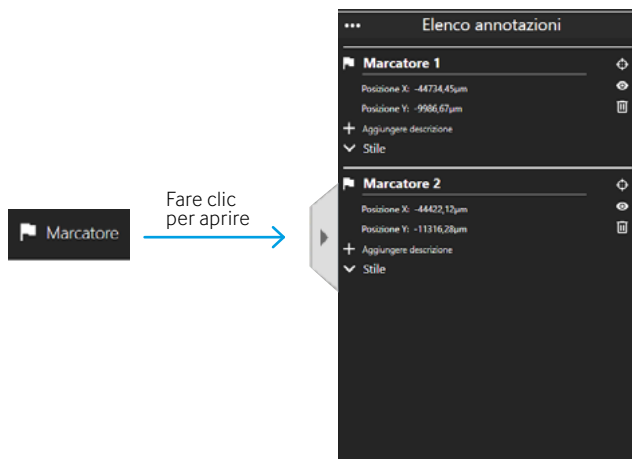 Marcatore
Fare clic
per aprire
Elenco annotazioni
Marcatore 1
Posizione X: -44734,45µm
Posizione Y: -9986,67µm
Aggiungere descrizione
Stile
Marcatore 2
Posizione X: -44422,12µm
Posizione Y: -11316,28µm
Aggiungere descrizione
Stile